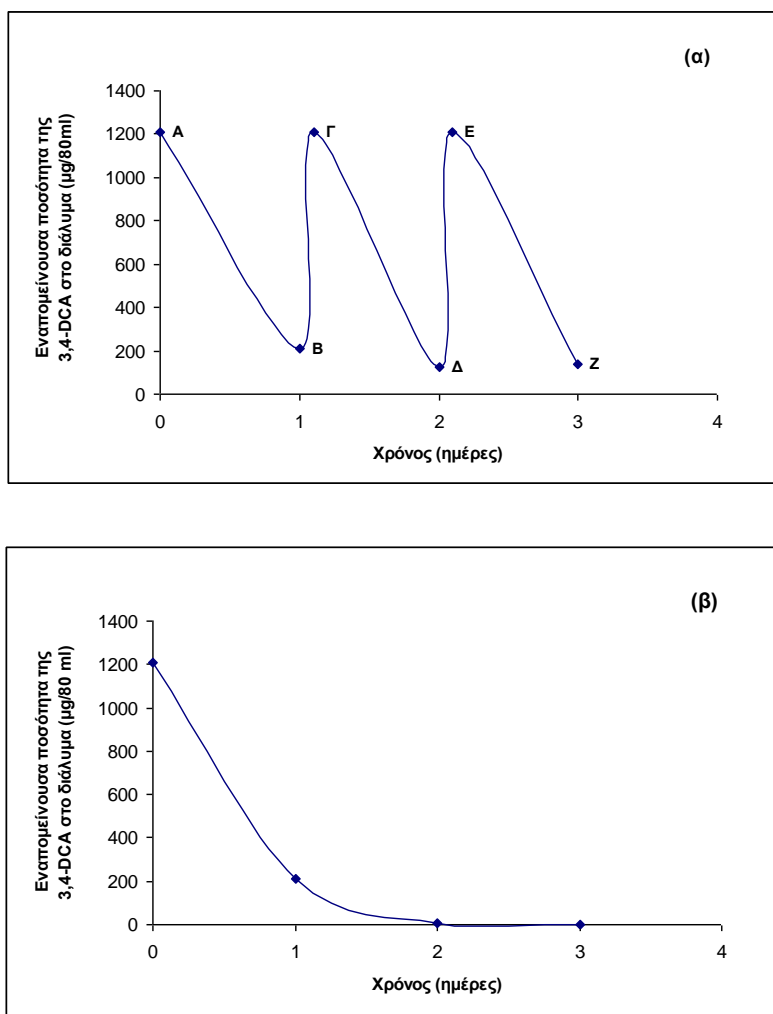 (α)
Εναπομείνουσα ποσότητα της
3,4-DCA στο διάλυμα (μg/80ml)
1400
1200
1000
800
600
400
200
0
Α
Γ
Ε
Β
Δ
Ζ
0 1 2 3 4
Χρόνος (ημέρες)
(β)
Εναπομείνουσα ποσότητα της
3,4-DCA στο διάλυμα (μg/80 ml)
1400
1200
1000
800
600
400
200
0
0 1 2 3 4
Χρόνος (ημέρες)